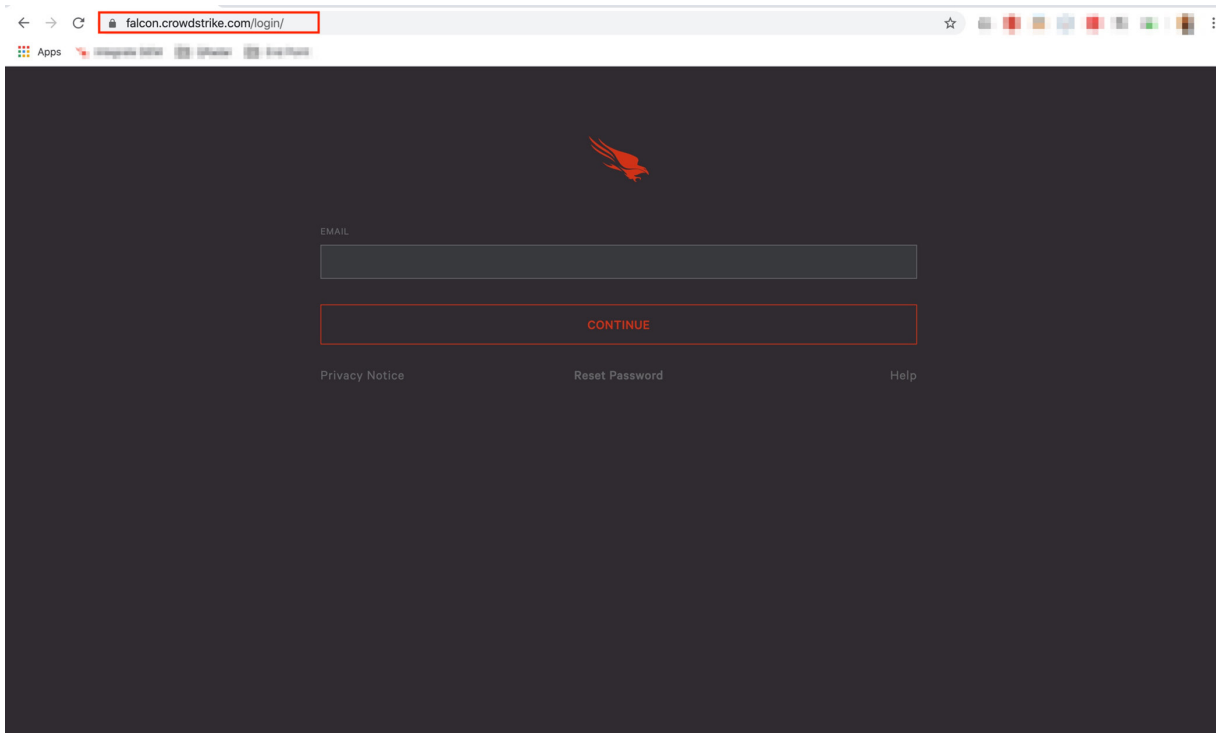 falcon.crowdstrike.com/login/
Apps
EMAIL
CONTINUE
Privacy Notice Reset Password Help